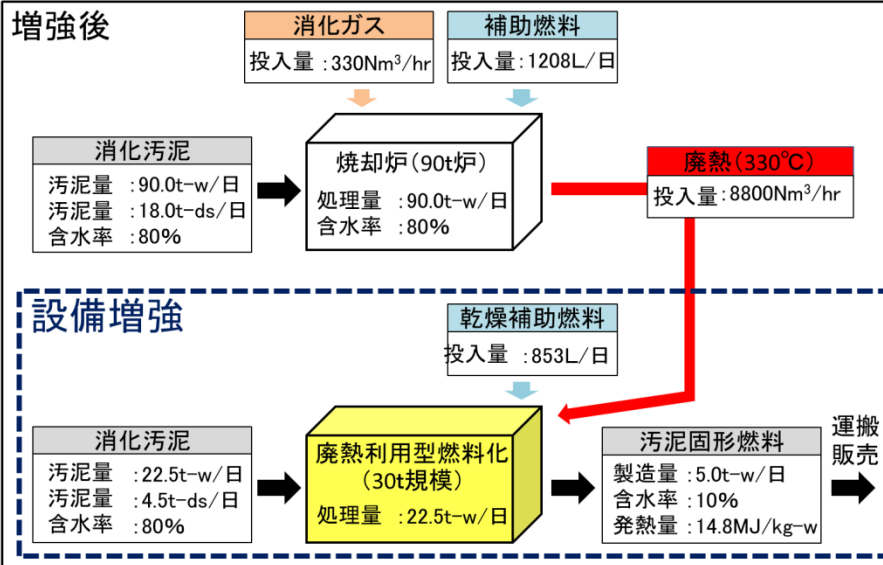 増強後
消化ガス
投入量：330Nm³/hr
補助燃料
投入量：1208L/日
消化汚泥
汚泥量 ：90.0t-w/日
汚泥量 ：18.0t-ds/日
含水率 ：80%
焼却炉(90t炉)
処理量 ：90.0t-w/日
含水率 ：80%
廃熱(330℃)
投入量：8800Nm³/hr
設備増強
乾燥補助燃料
投入量 ：853L/日
消化汚泥
汚泥量 ：22.5t-w/日
汚泥量 ：4.5t-ds/日
含水率 ：80%
廃熱利用型燃料化
(30t規模)
処理量 ：22.5t-w/日
汚泥固形燃料
製造量 ：5.0t-w/日
含水率 ：10%
発熱量 ：14.8MJ/kg-w
運搬
販売